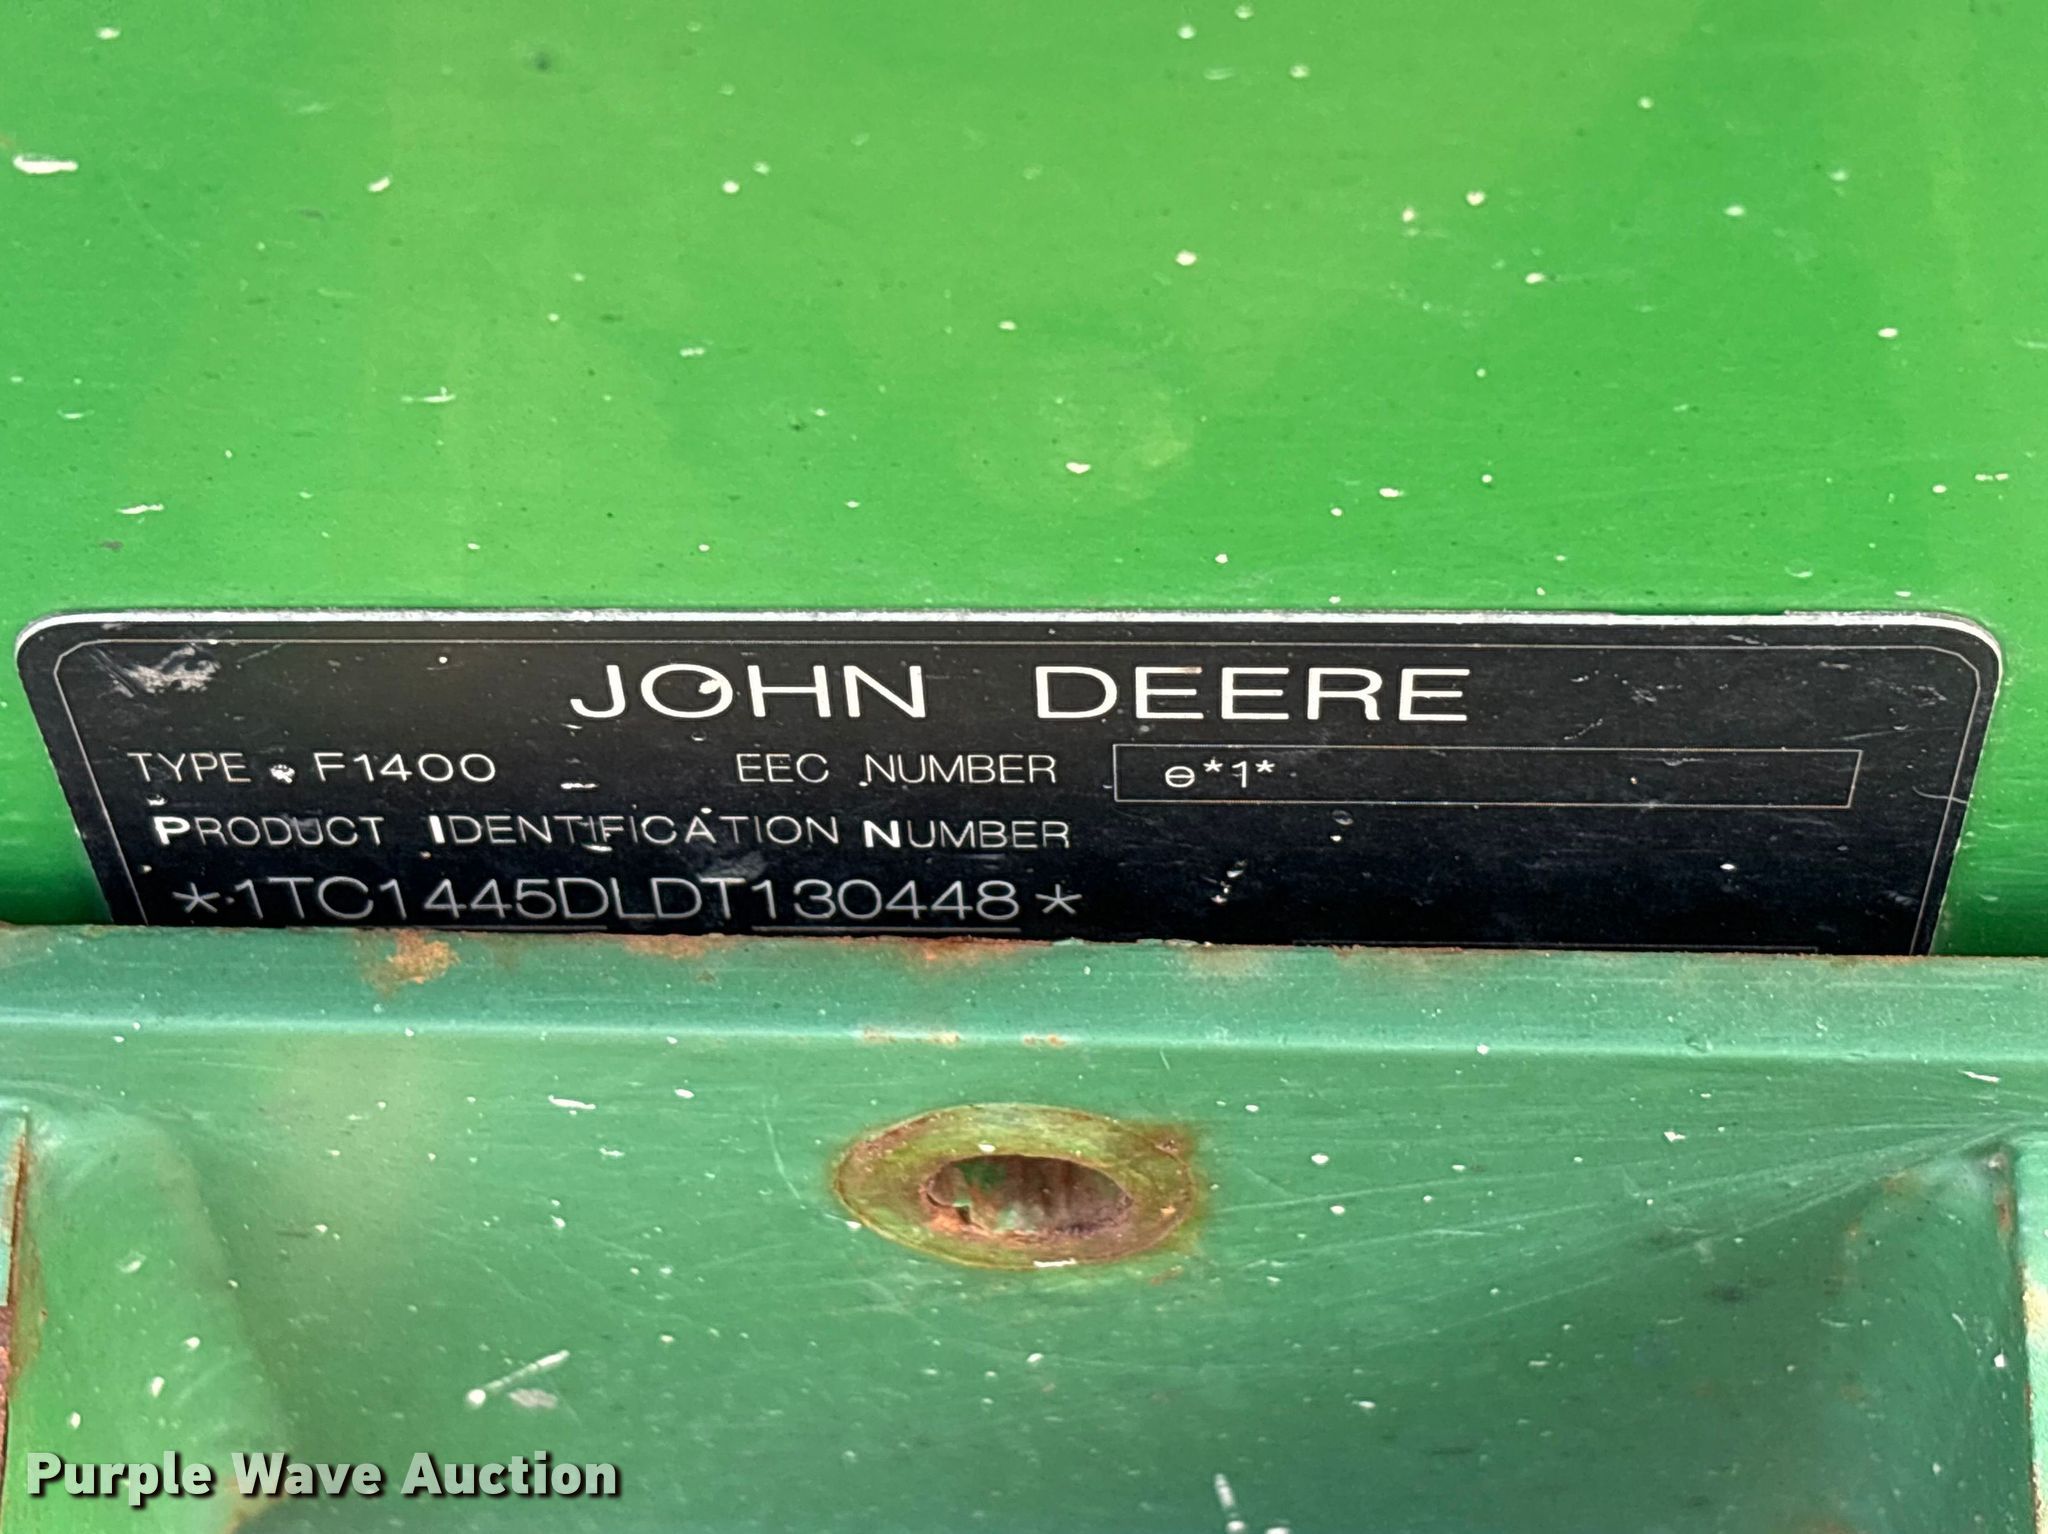 JOHN DEERE
TYPE F1400 EEC NUMBER e*1*
PRODUCT IDENTIFICATION NUMBER
*1TC1445DLDT130448*
Purple Wave Auction